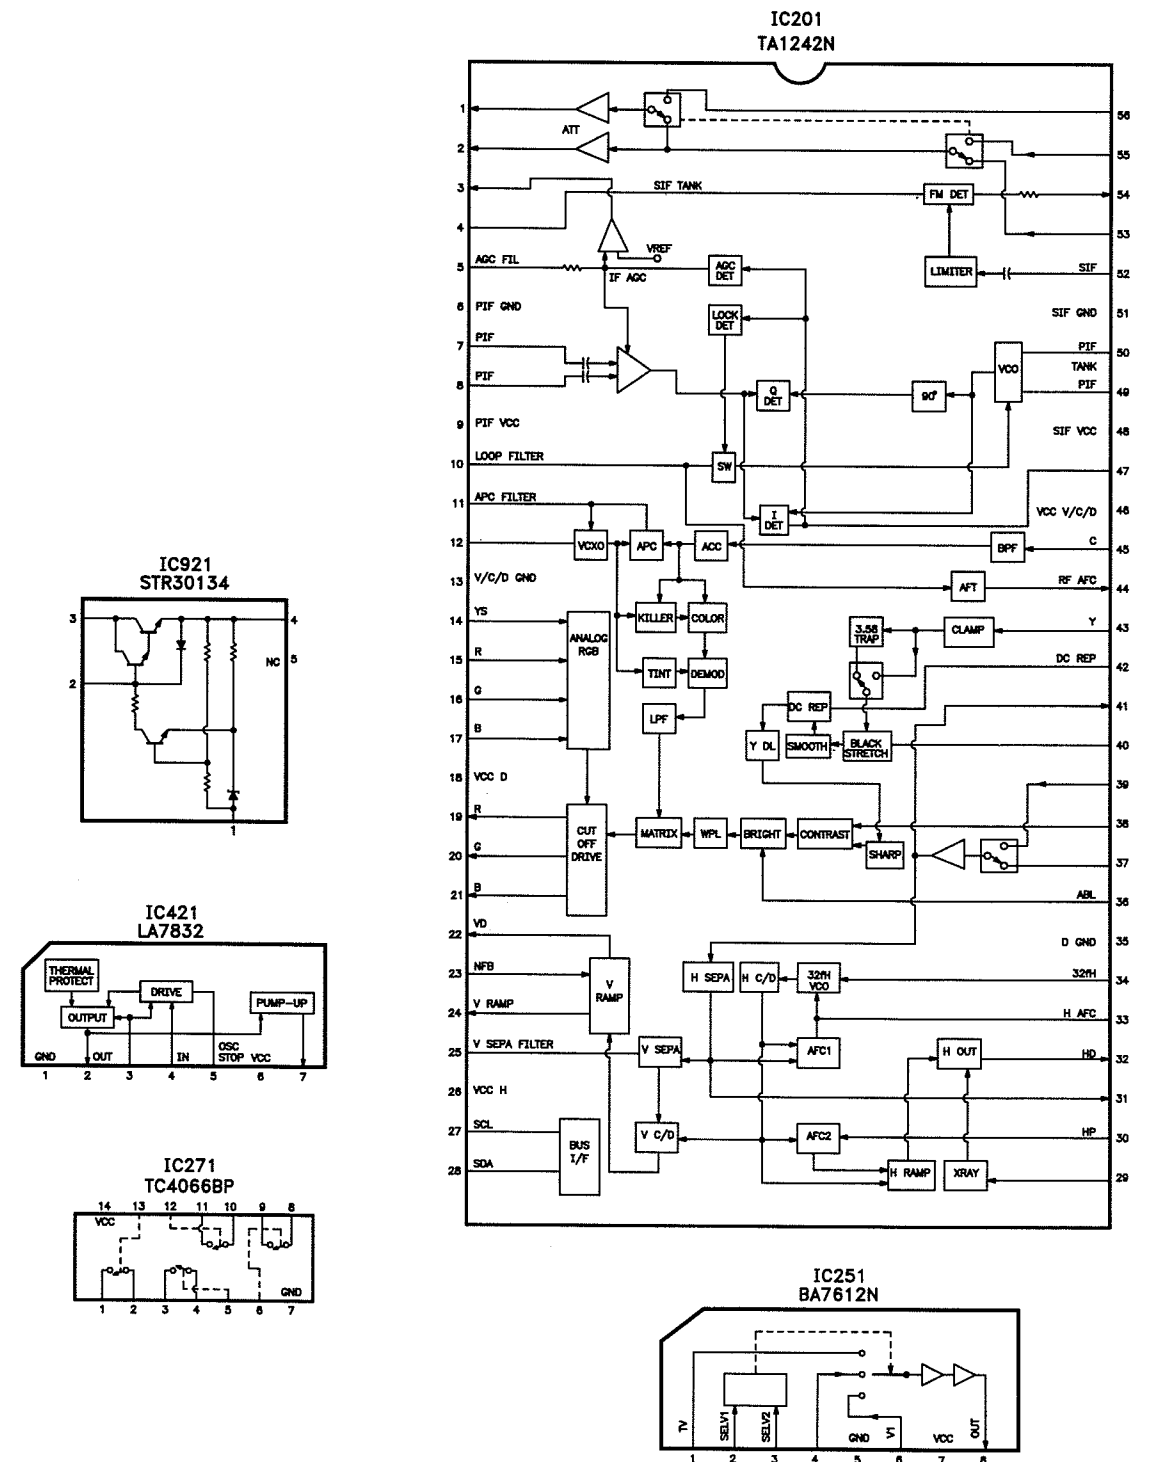 IC201
TA1242N
1
56
ATT
2
55
3
SIF TANK
FM DET
54
4
53
VREF
5
AGC FIL
IF AGC
AGC
DET
LIMITER
SIF
52
6
PIF GND
LOCK
DET
SIF GND
51
7
PIF
VCO
PIF
50
TANK
8
PIF
Q
DET
90°
PIF
49
9
PIF VCC
SIF VCC
48
10
LOOP FILTER
SW
47
11
APC FILTER
I
DET
VCC V/C/D
46
12
VCXO
APC
ACC
BPF
C
45
13
V/C/D GND
AFT
RF AFC
44
14
YS
ANALOG
RGB
KILLER
COLOR
3.58
TRAP
CLAMP
Y
43
15
R
TINT
DEMOD
DC REP
42
16
G
LPF
DC REP
41
17
B
Y DL
SMOOTH
BLACK
STRETCH
40
18
VCC D
39
19
R
CUT
OFF
DRIVE
MATRIX
WPL
BRIGHT
CONTRAST
38
20
G
SHARP
37
21
B
ABL
36
22
VD
D GND
35
23
NFB
V
RAMP
H SEPA
H C/D
32fH
VCO
32fH
34
24
V RAMP
H AFC
33
25
V SEPA FILTER
V SEPA
AFC1
H OUT
HD
32
26
VCC H
31
27
SCL
BUS
I/F
V C/D
AFC2
HP
30
28
SDA
H RAMP
XRAY
29
IC921
STR30134
3
4
NC
5
2
1
IC421
LA7832
THERMAL
PROTECT
DRIVE
OUTPUT
PUMP-UP
GND
OUT
IN
OSC
STOP VCC
1 2 3 4 5 6 7
IC271
TC4066BP
14 13 12 11 10 9 8
VCC
GND
1 2 3 4 5 6 7
IC251
BA7612N
TV
SELV1
SELV2
GND
V1
VCC
OUT
1 2 3 4 5 6 7 8